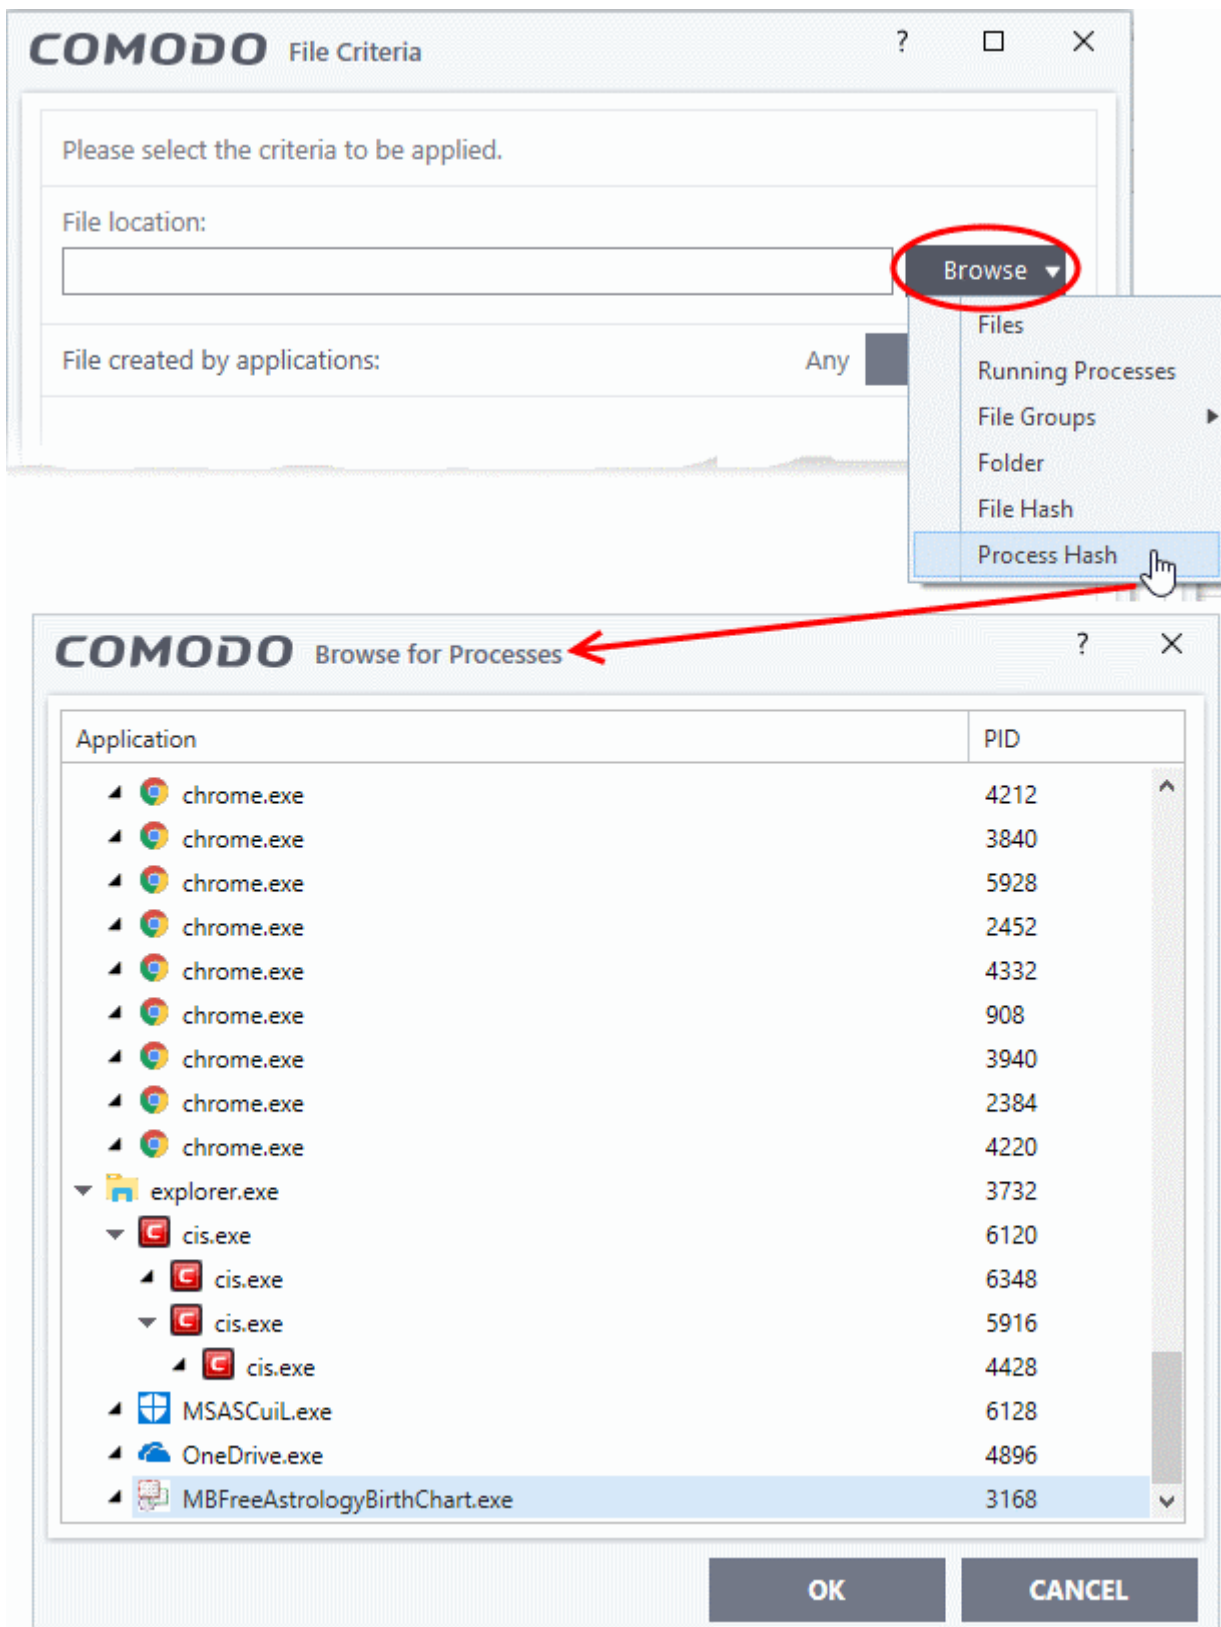 COMODO File Criteria ?
Please select the criteria to be applied.
File location:
Browse
Files
File created by applications: Any
Running Processes
File Groups
Folder
File Hash
Process Hash
COMODO Browse for Processes ?
Application PID
chrome.exe 4212
chrome.exe 3840
chrome.exe 5928
chrome.exe 2452
chrome.exe 4332
chrome.exe 908
chrome.exe 3940
chrome.exe 2384
chrome.exe 4220
explorer.exe 3732
cis.exe 6120
cis.exe 6348
cis.exe 5916
cis.exe 4428
MSASCuiL.exe 6128
OneDrive.exe 4896
MBFreeAstrologyBirthChart.exe 3168
OK CANCEL